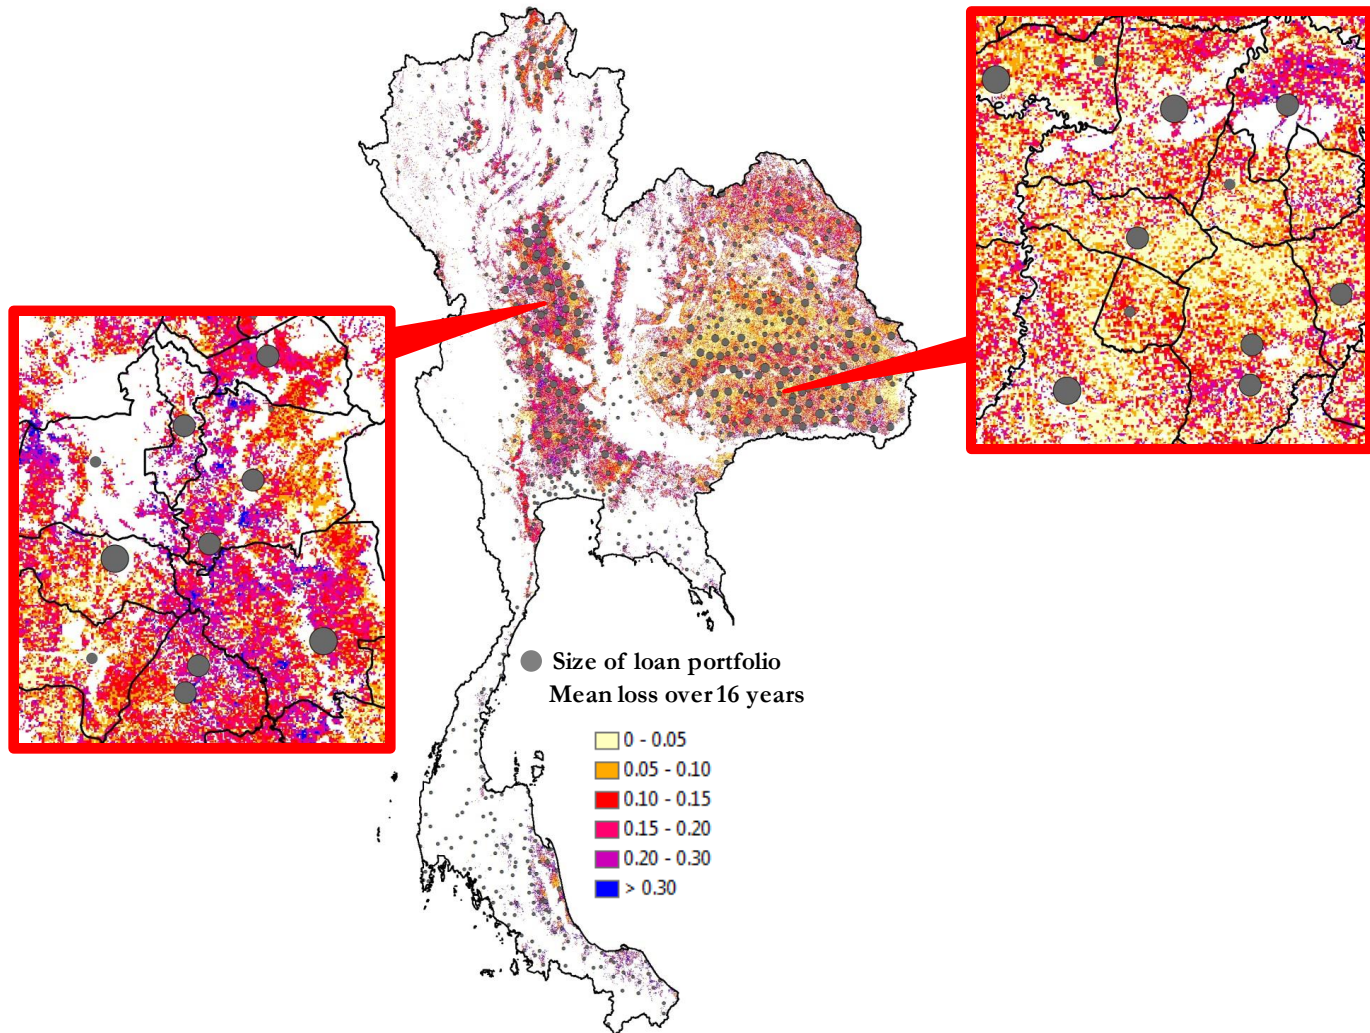 Size of loan portfolio
Mean loss over 16 years
0 - 0.05
0.05 - 0.10
0.10 - 0.15
0.15 - 0.20
0.20 - 0.30
> 0.30